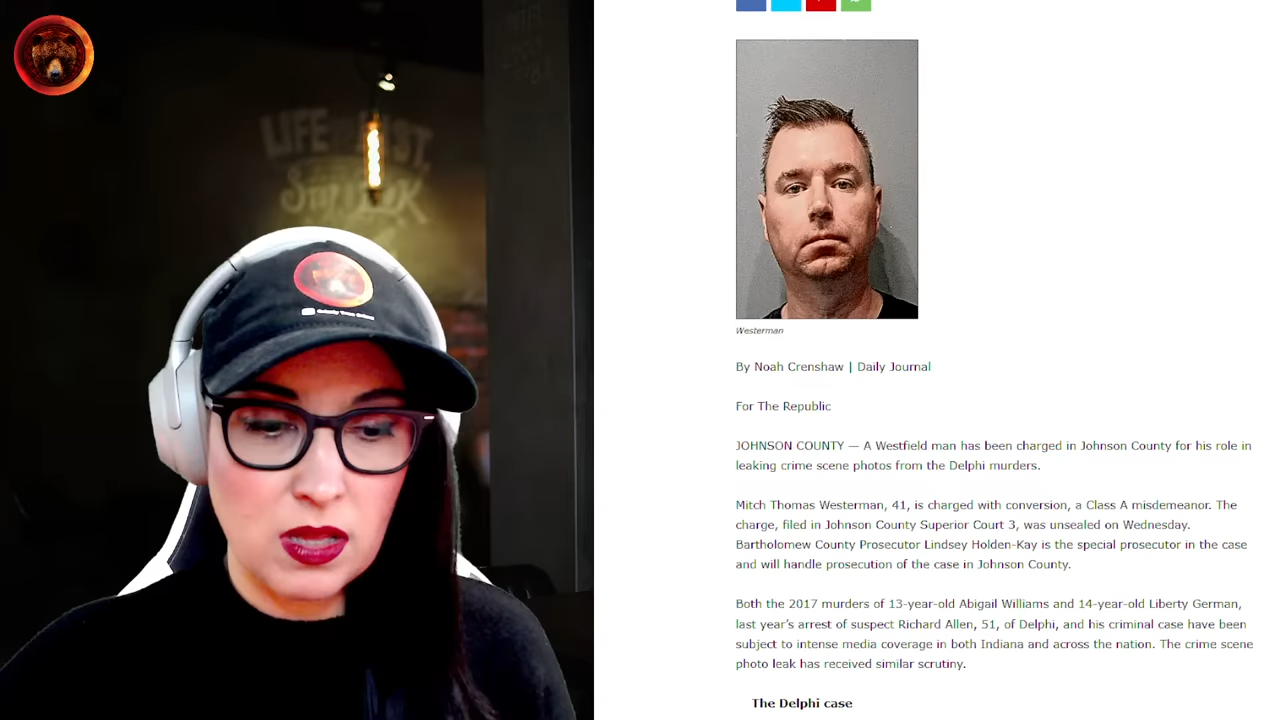 LIFE
Westerman
By Noah Crenshaw | Daily Journal
For The Republic
JOHNSON COUNTY — A Westfield man has been charged in Johnson County for his role in
leaking crime scene photos from the Delphi murders.
Mitch Thomas Westerman, 41, is charged with conversion, a Class A misdemeanor. The
charge, filed in Johnson County Superior Court 3, was unsealed on Wednesday.
Bartholomew County Prosecutor Lindsey Holden-Kay is the special prosecutor in the case
and will handle prosecution of the case in Johnson County.
Both the 2017 murders of 13-year-old Abigail Williams and 14-year-old Liberty German,
last year’s arrest of suspect Richard Allen, 51, of Delphi, and his criminal case have been
subject to intense media coverage in both Indiana and across the nation. The crime scene
photo leak has received similar scrutiny.
The Delphi case